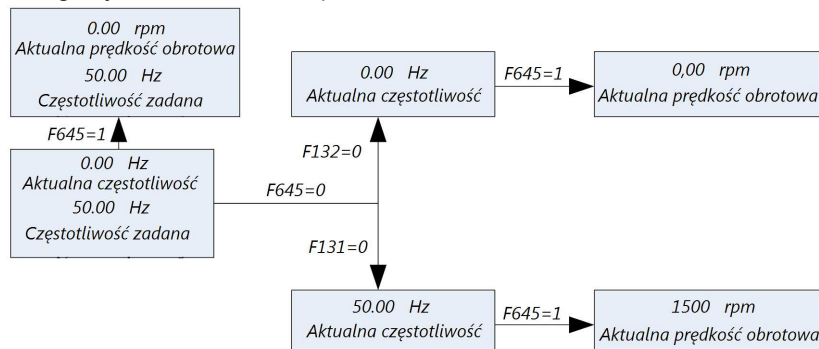 0.00 rpm
Aktualna prędkość obrotowa
50.00 Hz
Częstotliwość zadana
F645=1
0.00 Hz
Aktualna częstotliwość
50.00 Hz
Częstotliwość zadana
F645=0
F132=0
F131=0
0.00 Hz
Aktualna częstotliwość
F645=1
0,00 rpm
Aktualna prędkość obrotowa
50.00 Hz
Aktualna częstotliwość
F645=1
1500 rpm
Aktualna prędkość obrotowa